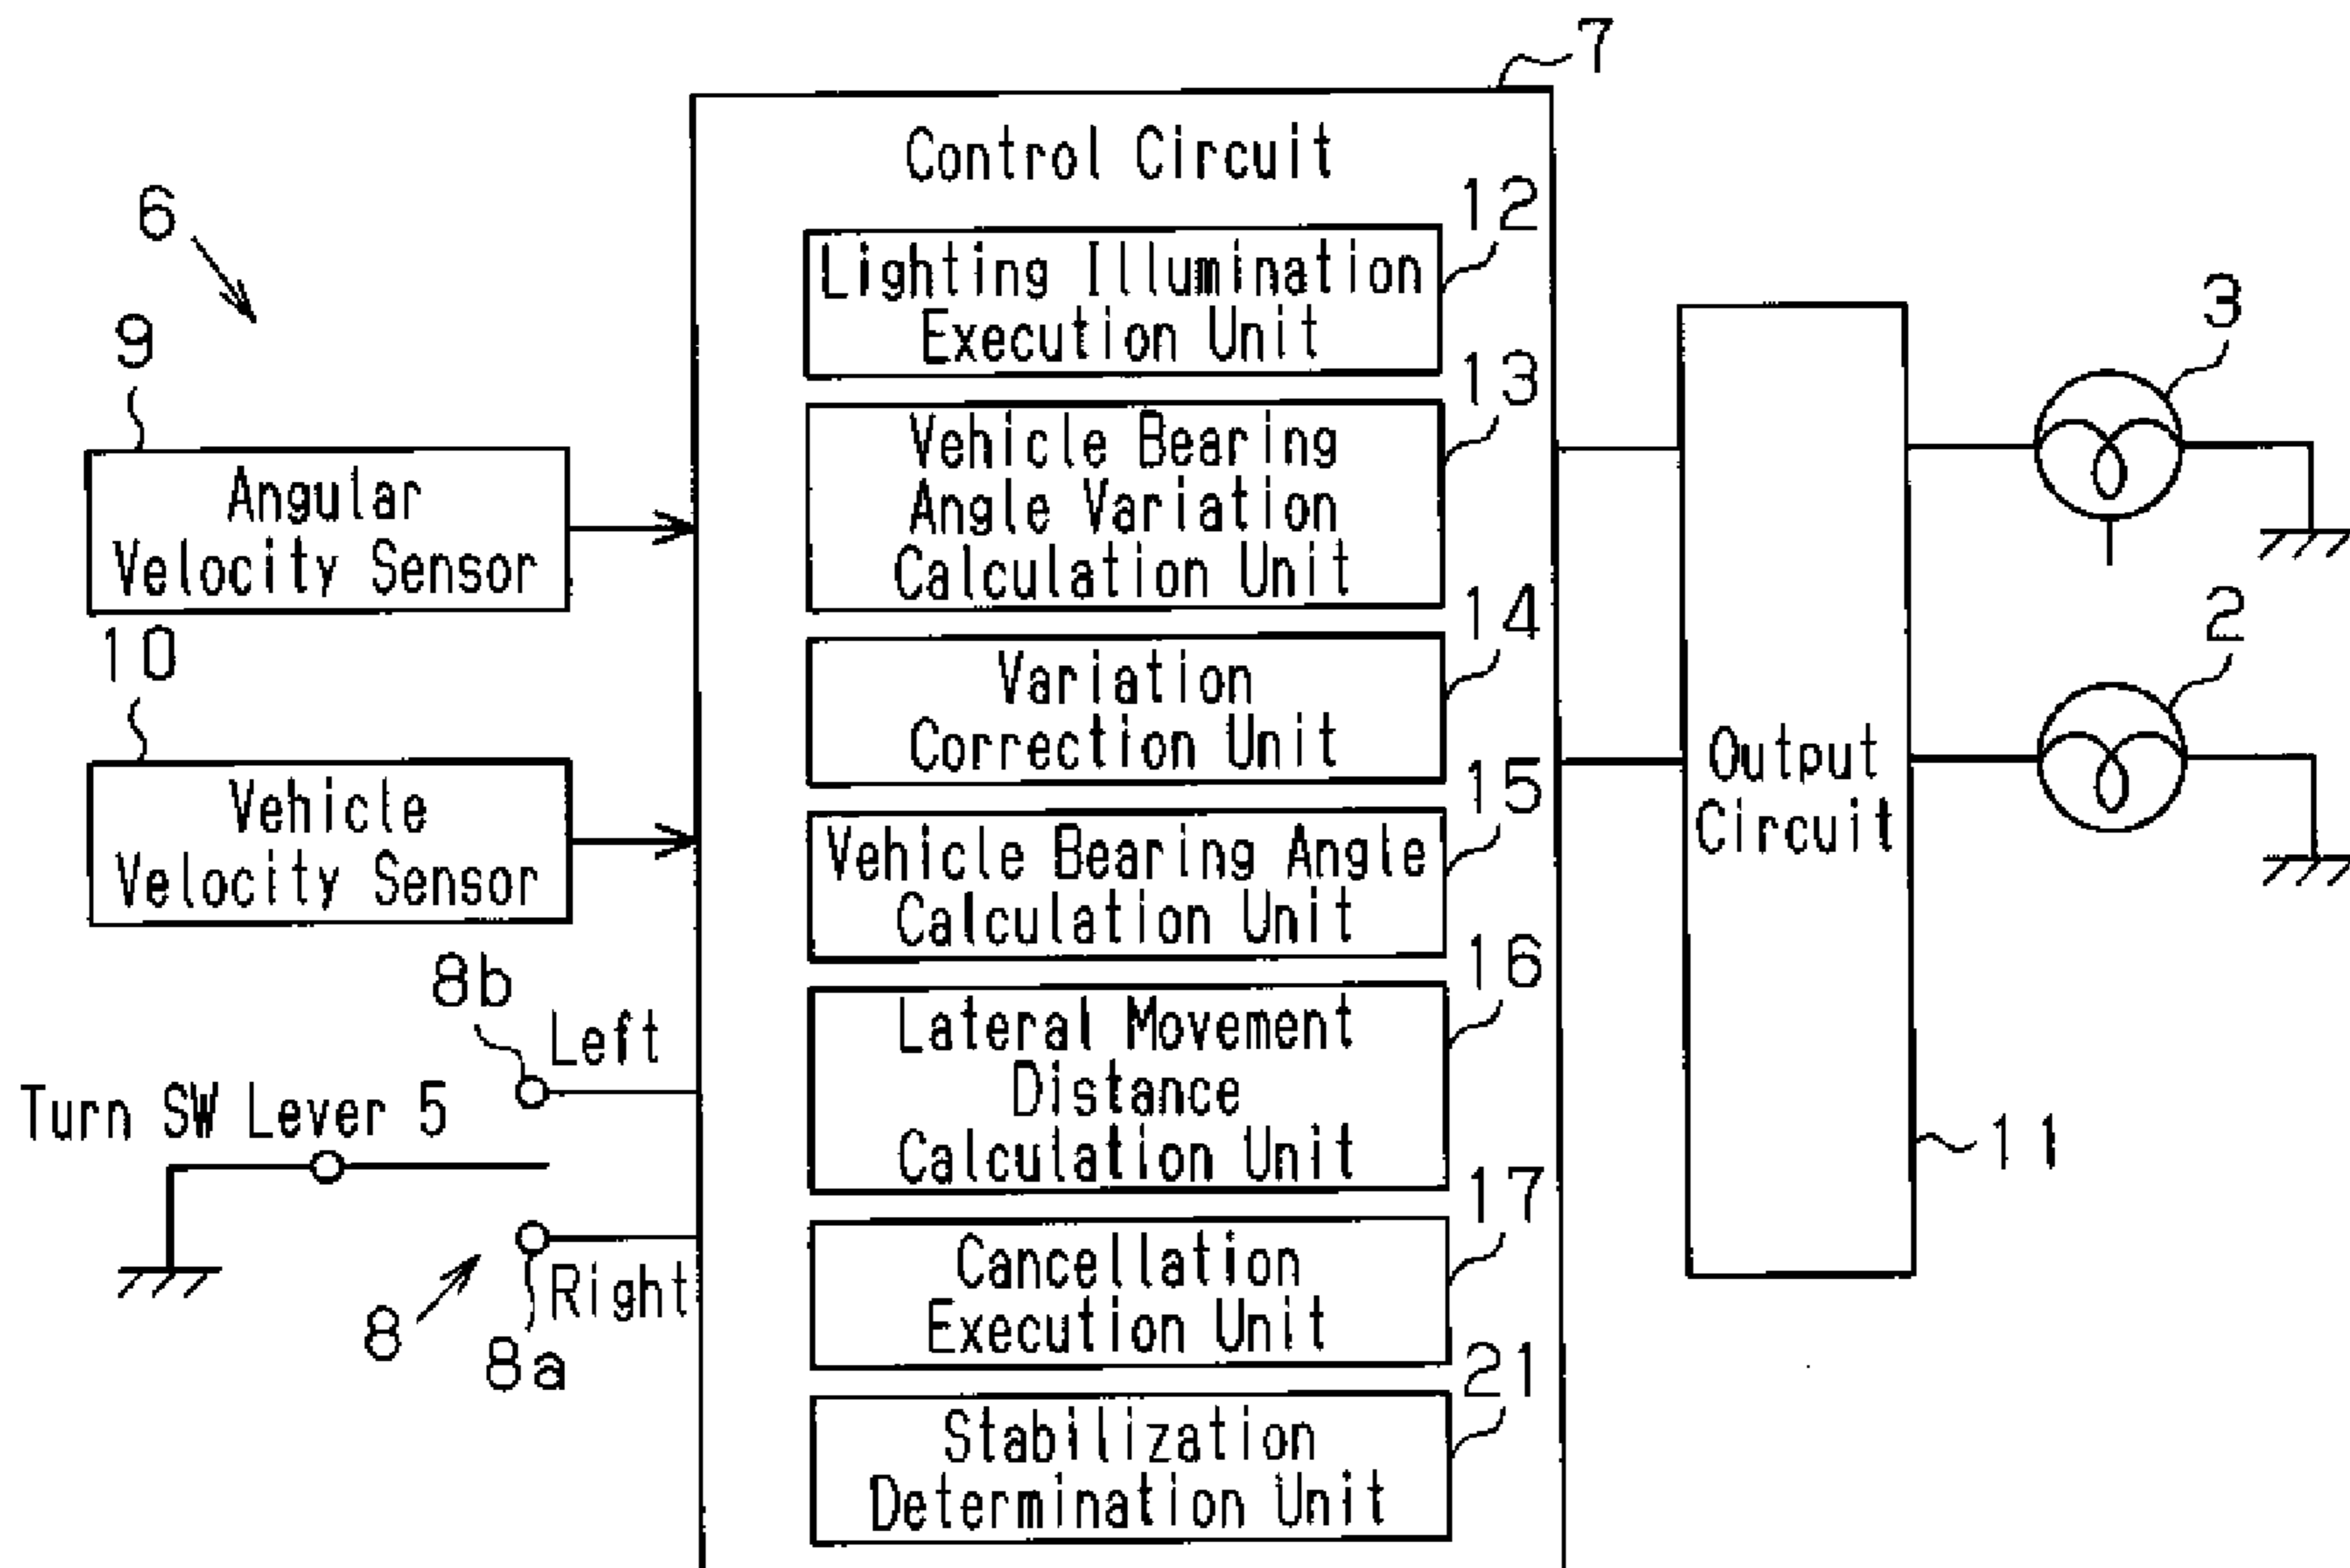 7
Control Circuit
6
12
Lighting Illumination
Execution Unit
3
9
13
Angular
Velocity Sensor
Vehicle Bearing
Angle Variation
Calculation Unit
10
14
2
Variation
Correction Unit
Vehicle
Velocity Sensor
15
Output
Circuit
Vehicle Bearing Angle
Calculation Unit
8b
Left
16
Lateral Movement
Distance
Calculation Unit
Turn SW Lever 5
11
17
Cancellation
Execution Unit
8
Right
8a
21
Stabilization
Determination Unit